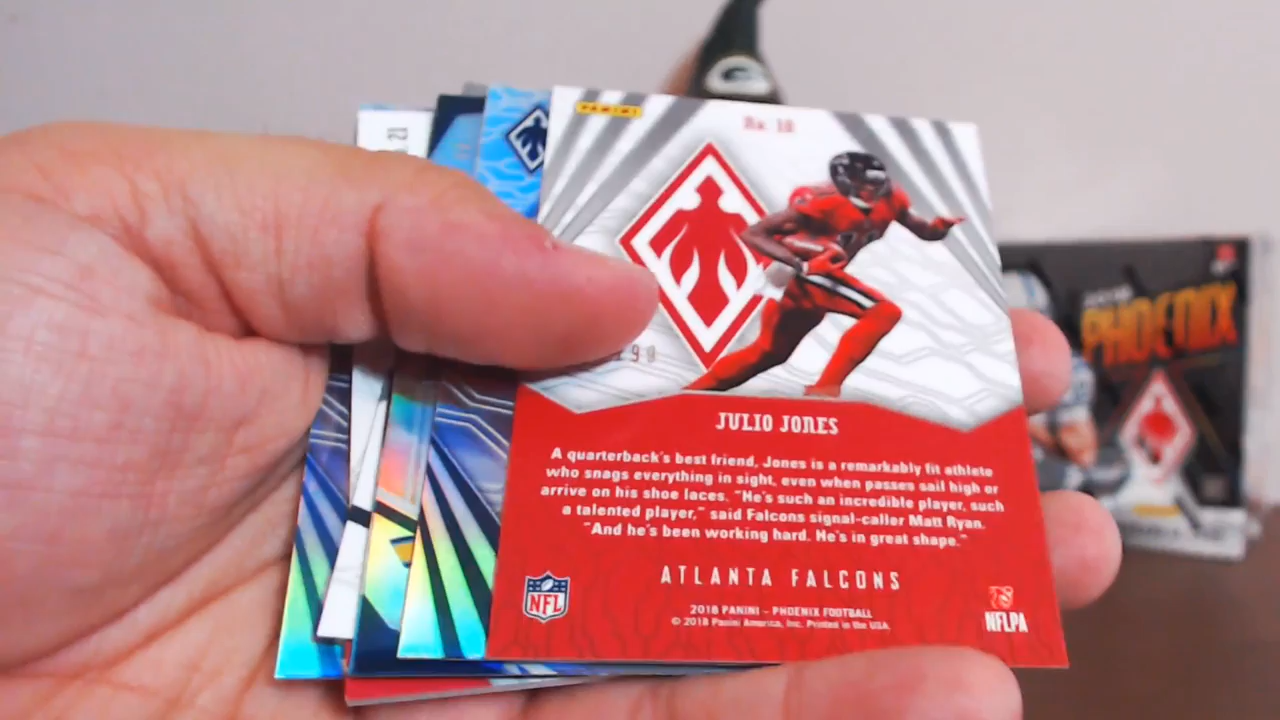 PANINI
No. 10
JULIO JONES
A quarterback's best friend, Jones is a remarkably fit athlete
who snags everything in sight, even when passes sail high or
arrive on his shoe laces. "He's such an incredible player, such
a talented player," said Falcons signal-caller Matt Ryan.
"And he's been working hard. He's in great shape."
ATLANTA FALCONS
NFL
2018 PANINI – PHOENIX FOOTBALL
© 2018 Panini America, Inc. Printed in the USA.
NFLPA
G
PHOENIX